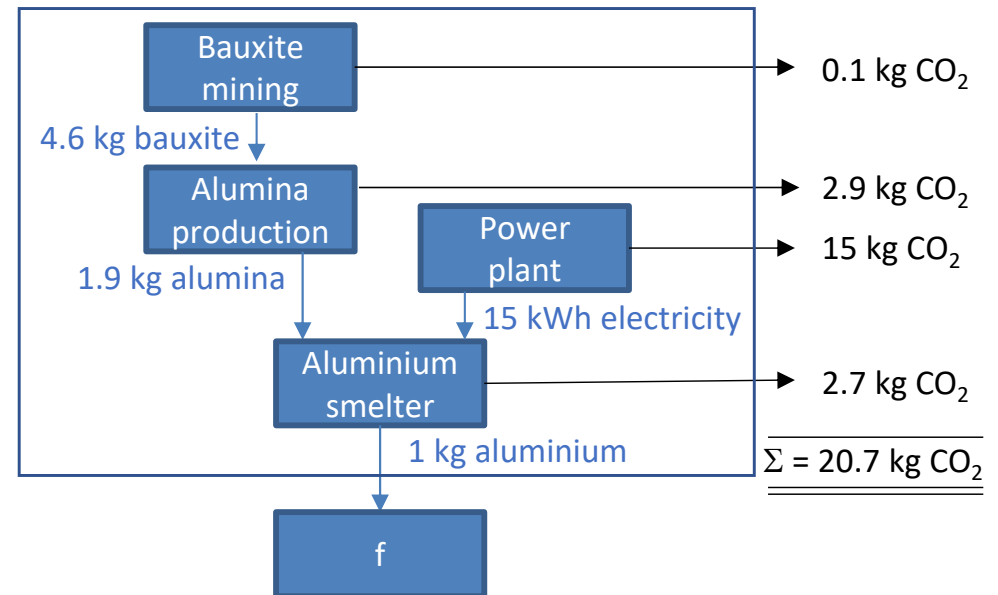 Bauxite
mining
0.1 kg CO₂
4.6 kg bauxite
Alumina
production
2.9 kg CO₂
Power
plant
15 kg CO₂
1.9 kg alumina
15 kWh electricity
Aluminium
smelter
2.7 kg CO₂
1 kg aluminium
Σ = 20.7 kg CO₂
f